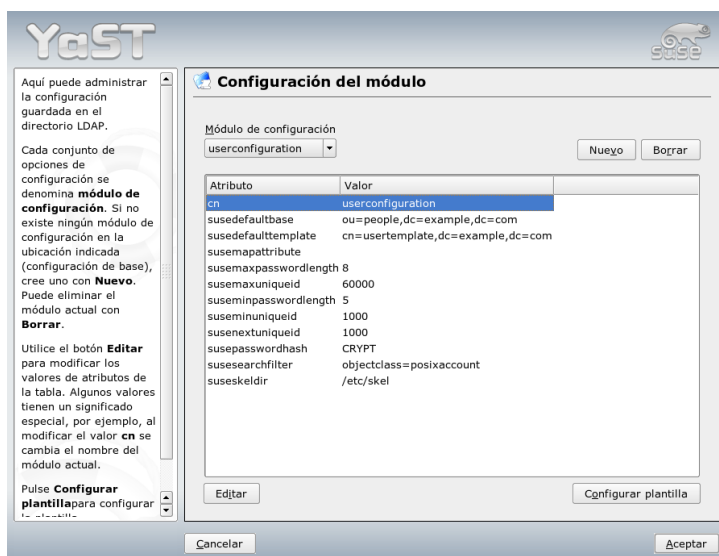 YaST
SUSE
Aquí puede administrar
la configuración
guardada en el
directorio LDAP.
Cada conjunto de
opciones de
configuración se
denomina módulo de
configuración. Si no
existe ningún módulo de
configuración en la
ubicación indicada
(configuración de base),
cree uno con Nuevo.
Puede eliminar el
módulo actual con
Borrar.
Utilice el botón Editar
para modificar los
valores de atributos de
la tabla. Algunos valores
tienen un significado
especial, por ejemplo, al
modificar el valor cn se
cambia el nombre del
módulo actual.
Pulse Configurar
plantillapara configurar
Configuración del módulo
Módulo de configuración
userconfiguration
Nuevo
Borrar
Atributo Valor
cn userconfiguration
susedefaultbase ou=people,dc=example,dc=com
susedefaulttemplate cn=usertemplate,dc=example,dc=com
susemapattribute
susemaxpasswordlength 8
susemaxuniqueid 60000
suseminpasswordlength 5
suseminuniqueid 1000
susenextuniqueid 1000
susepasswordhash CRYPT
susesearchfilter objectclass=posixaccount
suseskeldir /etc/skel
Editar
Configurar plantilla
Cancelar
Aceptar